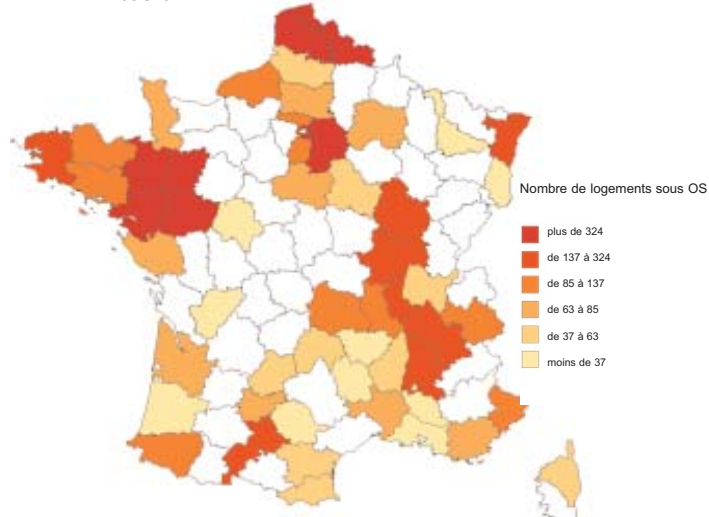 Nombre de logements sous OS
plus de 324
de 137 à 324
de 85 à 137
de 63 à 85
de 37 à 63
moins de 37